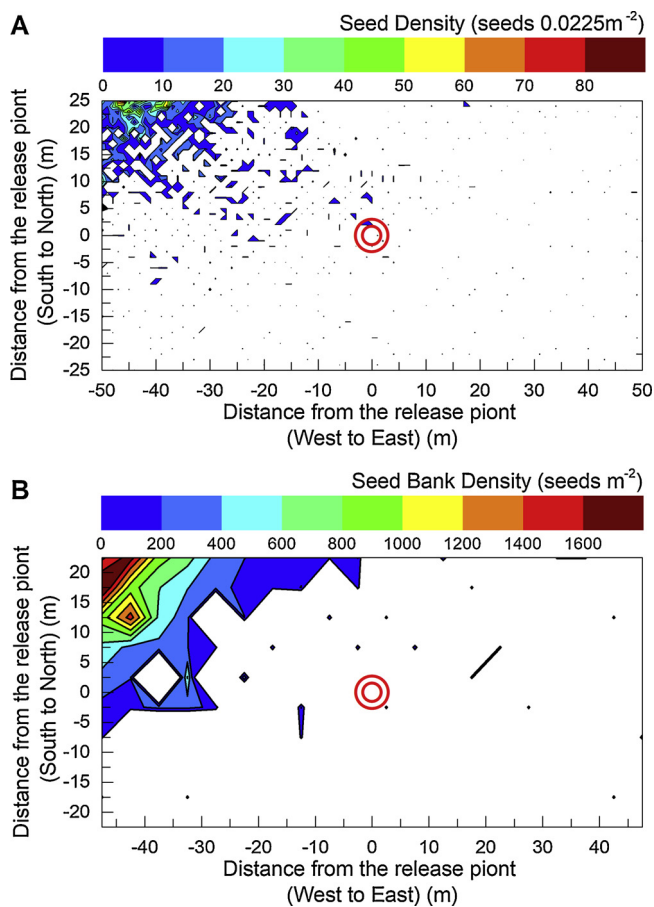 A
Seed Density (seeds 0.0225m⁻²)
0 10 20 30 40 50 60 70 80
25
20
15
10
5
0
-5
-10
-15
-20
-25
Distance from the release piont
(South to North) (m)
-50 -40 -30 -20 -10 0 10 20 30 40 50
Distance from the release piont
(West to East) (m)
B
Seed Bank Density (seeds m⁻²)
0 200 400 600 800 1000 1200 1400 1600
20
15
10
5
0
-5
-10
-15
-20
Distance from the release piont
(South to North) (m)
-40 -30 -20 -10 0 10 20 30 40
Distance from the release piont
(West to East) (m)